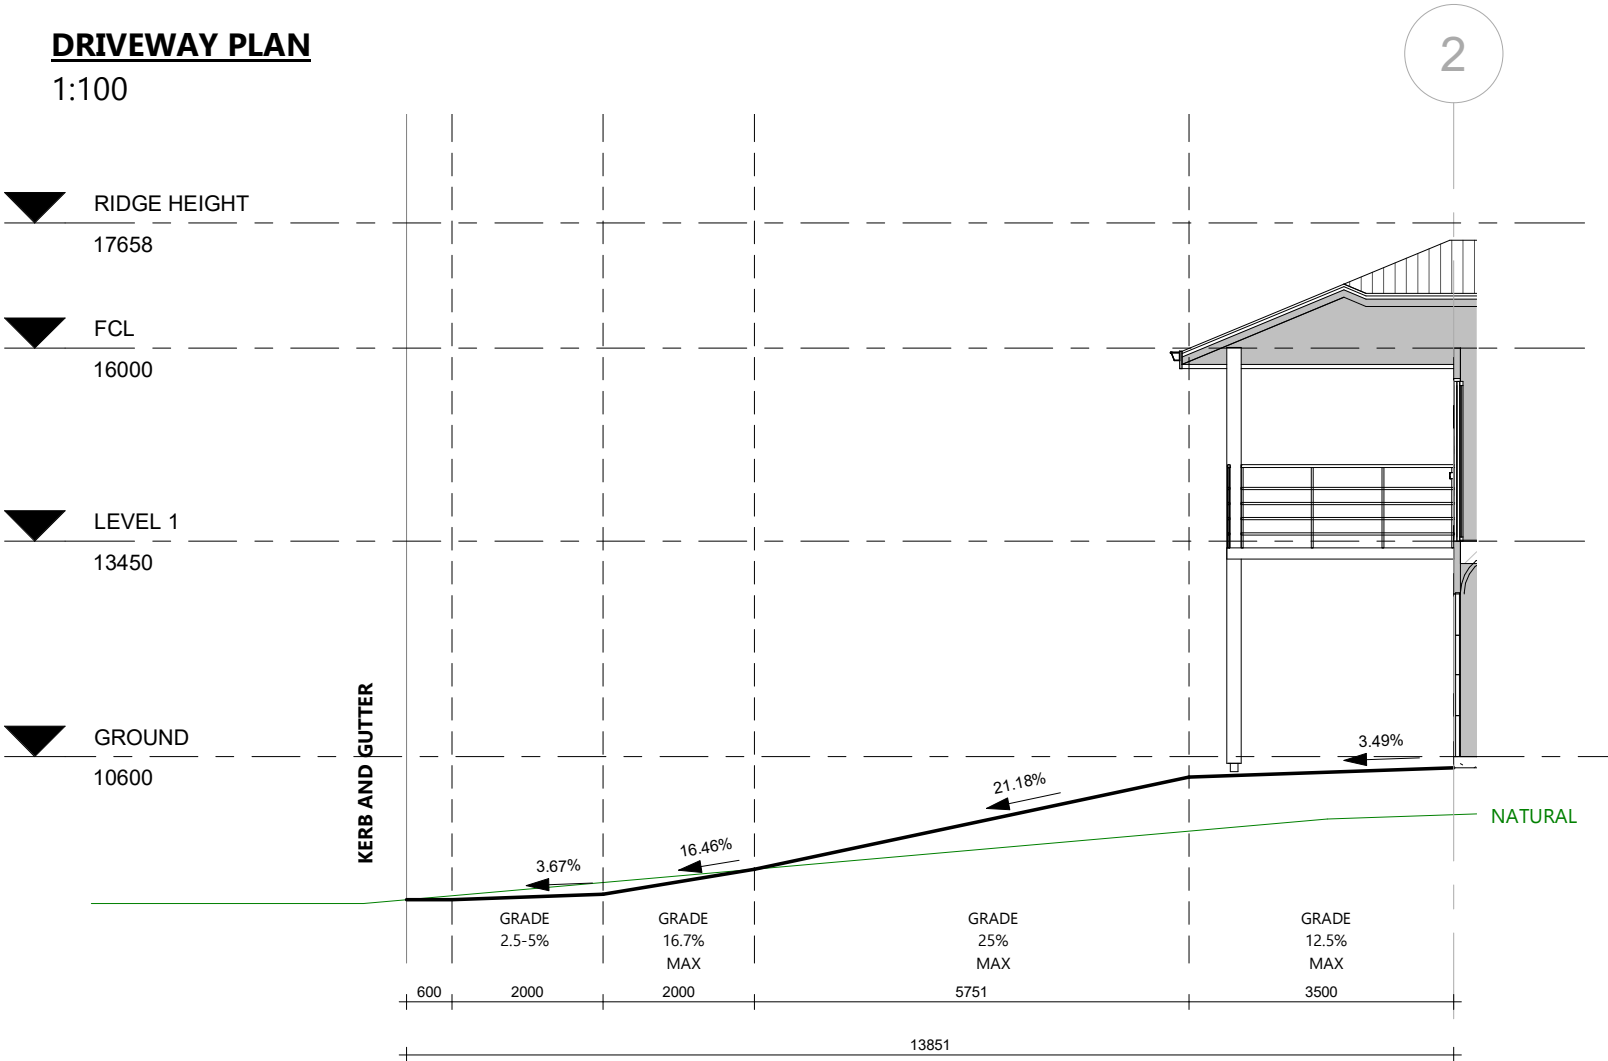 DRIVEWAY PLAN
1:100
2
RIDGE HEIGHT
17658
FCL
16000
LEVEL 1
13450
GROUND
10600
KERB AND GUTTER
3.49%
21.18%
16.46%
3.67%
NATURAL
GRADE
2.5-5%
GRADE
16.7%
MAX
GRADE
25%
MAX
GRADE
12.5%
MAX
600 2000 2000 5751 3500
13851